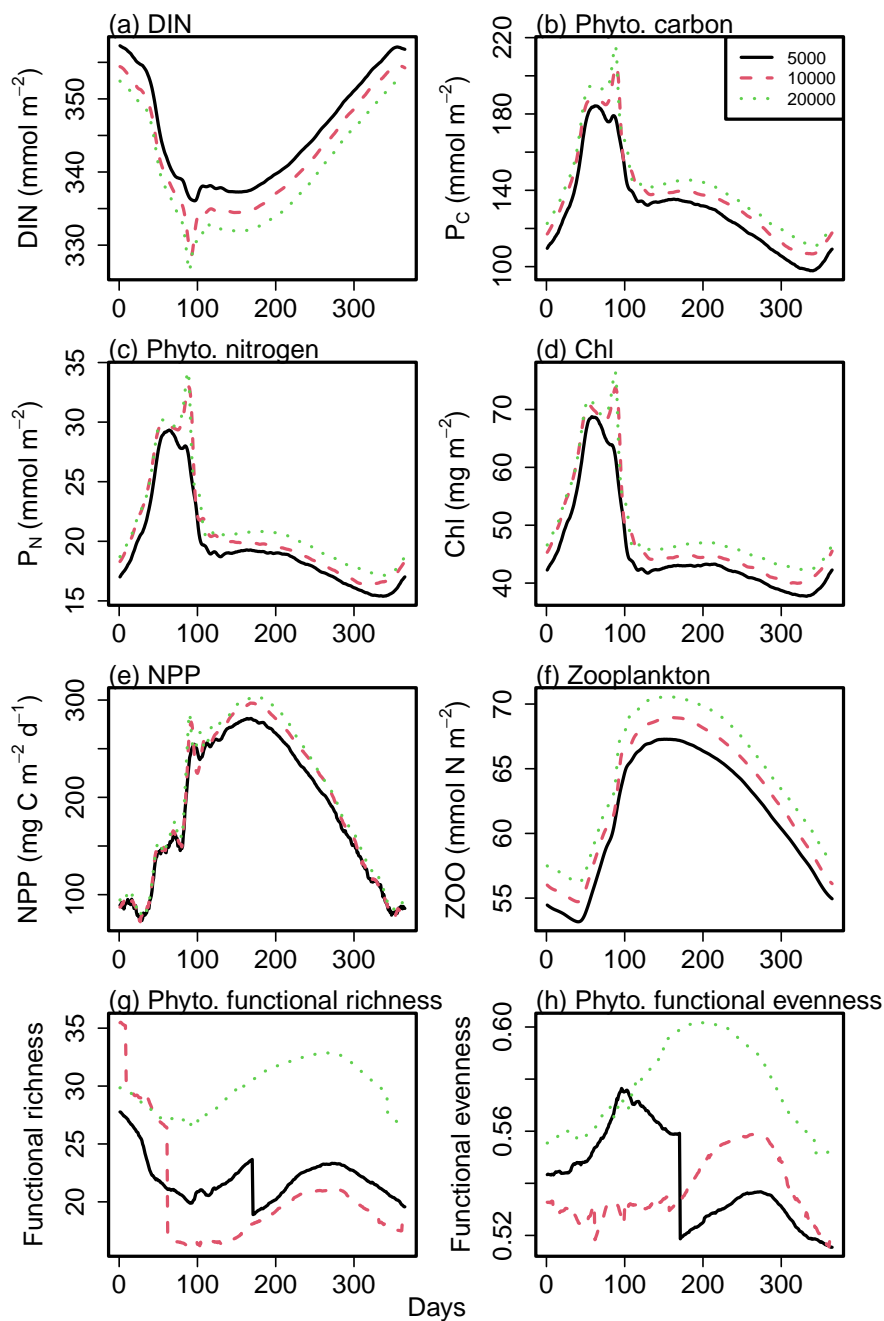 (a) DIN
DIN (mmol m⁻²)
330 340 350
0 100 200 300
(b) Phyto. carbon
P_C (mmol m⁻²)
100 140 180 220
0 100 200 300
5000
10000
20000
(c) Phyto. nitrogen
P_N (mmol m⁻²)
15 20 25 30 35
0 100 200 300
(d) Chl
Chl (mg m⁻²)
40 50 60 70
0 100 200 300
(e) NPP
NPP (mg C m⁻² d⁻¹)
100 200 300
0 100 200 300
(f) Zooplankton
ZOO (mmol N m⁻²)
55 60 65 70
0 100 200 300
(g) Phyto. functional richness
Functional richness
20 25 30 35
0 100 200 300
(h) Phyto. functional evenness
Functional evenness
0.52 0.56 0.60
0 100 200 300
Days